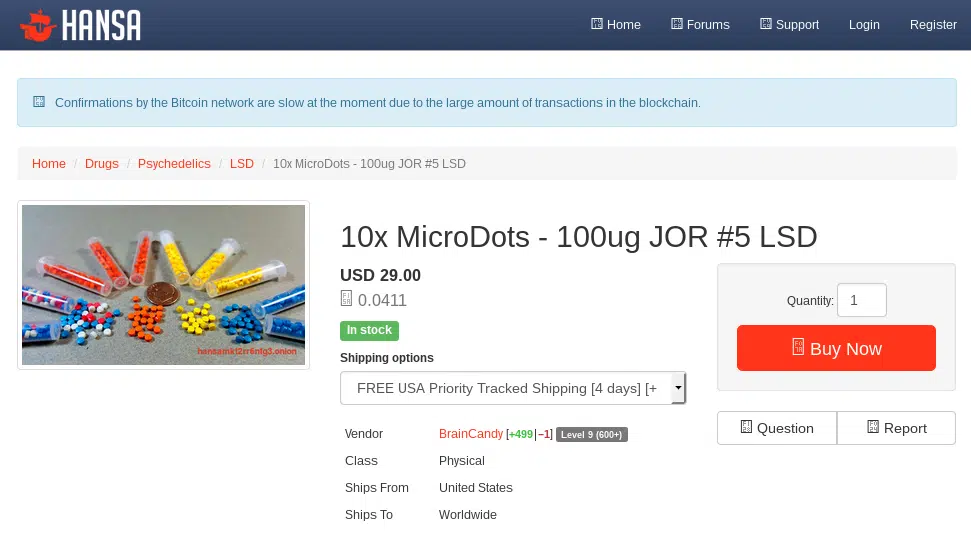 HANSA
Home Forums Support Login Register
Confirmations by the Bitcoin network are slow at the moment due to the large amount of transactions in the blockchain.
Home / Drugs / Psychedelics / LSD / 10x MicroDots - 100ug JOR #5 LSD
10x MicroDots - 100ug JOR #5 LSD
USD 29.00
0.0411
In stock
Shipping options
FREE USA Priority Tracked Shipping [4 days] [+
Vendor BrainCandy [+499|−1] Level 9 (600+)
Class Physical
Ships From United States
Ships To Worldwide
Quantity: 1
Buy Now
Question Report